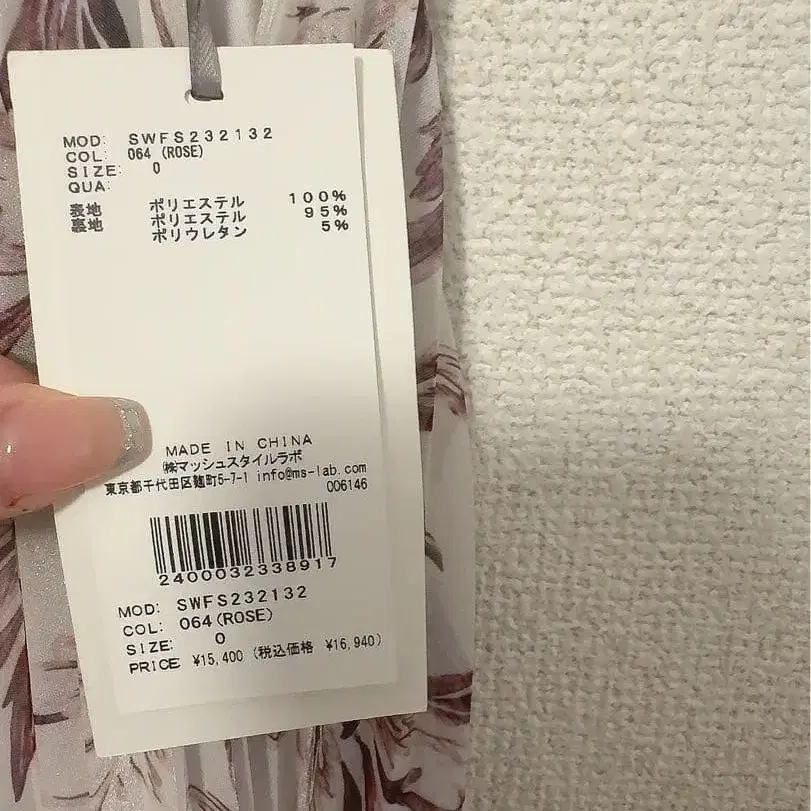 MOD: SWFS232132
COL: 064 (ROSE)
SIZE: 0
QUA:
表地 ポリエステル 100%
裏地 ポリエステル 95%
ポリウレタン 5%
MADE IN CHINA
㈱マッシュスタイルラボ
東京都千代田区麹町5-7-1 info@ms-lab.com
006146
2400032338917
MOD: SWFS232132
COL: 064(ROSE)
SIZE: 0
PRICE ¥15,400 (税込価格 ¥16,940)